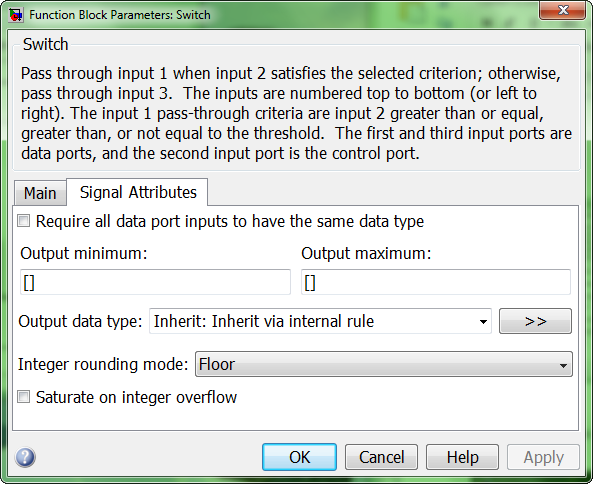 Function Block Parameters: Switch
Switch
Pass through input 1 when input 2 satisfies the selected criterion; otherwise,
pass through input 3.  The inputs are numbered top to bottom (or left to
right). The input 1 pass-through criteria are input 2 greater than or equal,
greater than, or not equal to the threshold.  The first and third input ports are
data ports, and the second input port is the control port.
Main Signal Attributes
Require all data port inputs to have the same data type
Output minimum: Output maximum:
[] []
Output data type: Inherit: Inherit via internal rule >>
Integer rounding mode: Floor
Saturate on integer overflow
? OK Cancel Help Apply